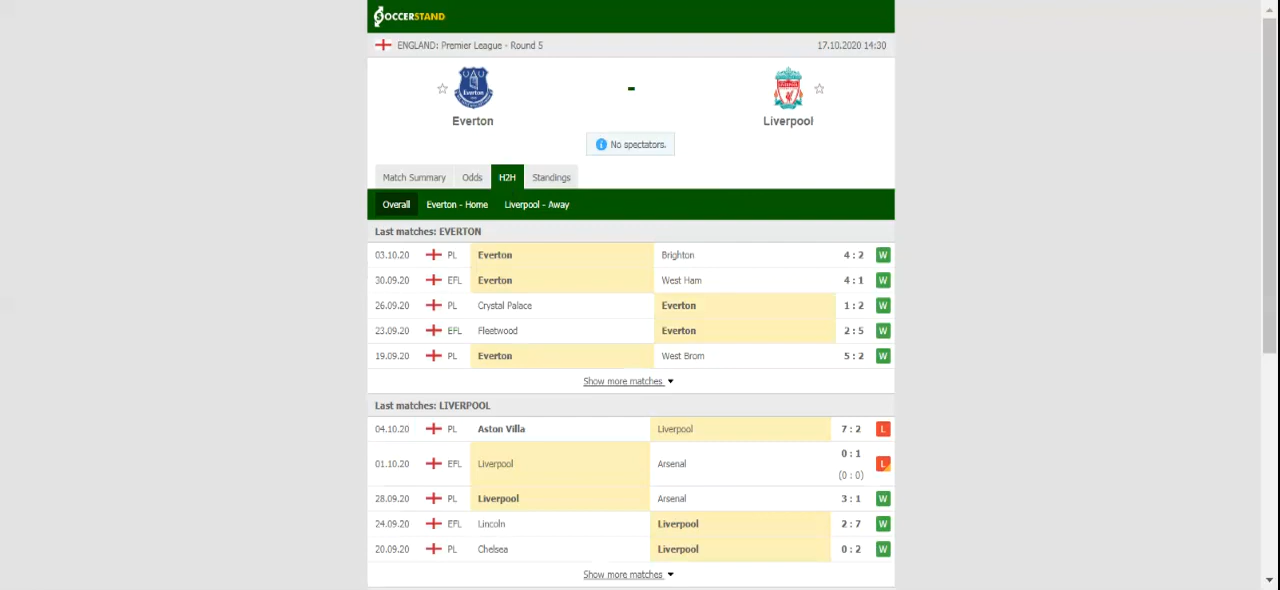 SOCCERSTAND
ENGLAND: Premier League - Round 5 17.10.2020 14:30
Everton - Liverpool
No spectators.
Match Summary Odds H2H Standings
Overall Everton - Home Liverpool - Away
Last matches: EVERTON
03.10.20 PL Everton Brighton 4 : 2 W
30.09.20 EFL Everton West Ham 4 : 1 W
26.09.20 PL Crystal Palace Everton 1 : 2 W
23.09.20 EFL Fleetwood Everton 2 : 5 W
19.09.20 PL Everton West Brom 5 : 2 W
Show more matches
Last matches: LIVERPOOL
04.10.20 PL Aston Villa Liverpool 7 : 2 L
01.10.20 EFL Liverpool Arsenal 0 : 1 (0 : 0) L
28.09.20 PL Liverpool Arsenal 3 : 1 W
24.09.20 EFL Lincoln Liverpool 2 : 7 W
20.09.20 PL Chelsea Liverpool 0 : 2 W
Show more matches